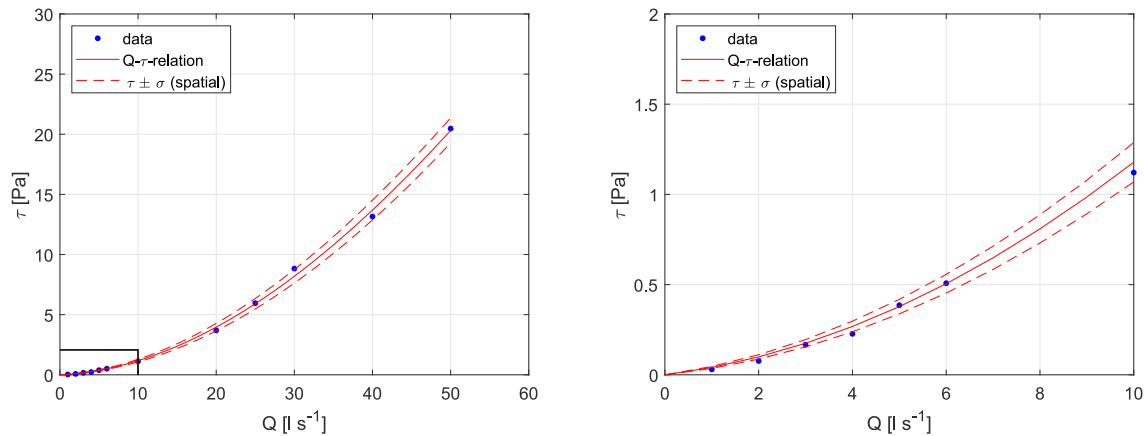 data
Q-τ-relation
τ ± σ (spatial)
30
25
20
15
10
5
0
τ [Pa]
0 10 20 30 40 50 60
Q [l s⁻¹]
data
Q-τ-relation
τ ± σ (spatial)
2
1.5
1
0.5
0
τ [Pa]
0 2 4 6 8 10
Q [l s⁻¹]